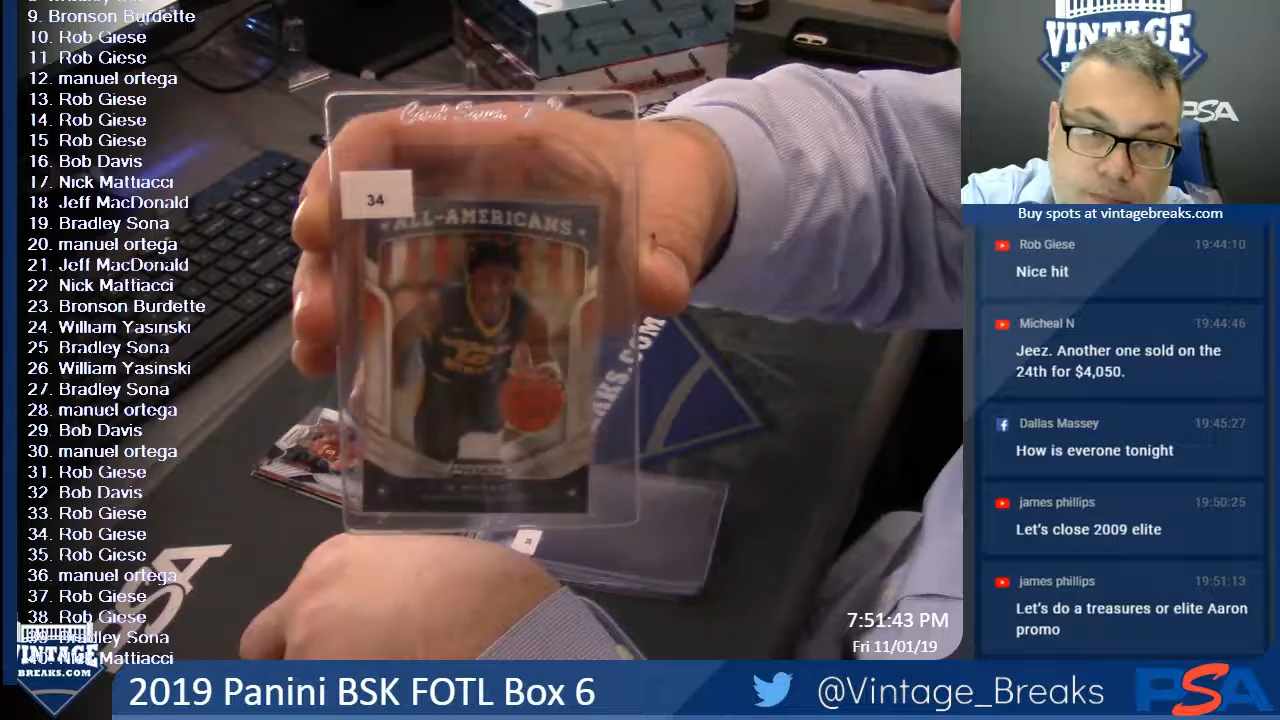 9. Bronson Burdette
10. Rob Giese
11. Rob Giese
12. manuel ortega
13. Rob Giese
14. Rob Giese
15 Rob Giese
16. Bob Davis
17. Nick Mattiacci
18 Jeff MacDonald
19. Bradley Sona
20. manuel ortega
21. Jeff MacDonald
22 Nick Mattiacci
23. Bronson Burdette
24. William Yasinski
25 Bradley Sona
26. William Yasinski
27. Bradley Sona
28. manuel ortega
29. Bob Davis
30. manuel ortega
31. Rob Giese
32 Bob Davis
33. Rob Giese
34. Rob Giese
35. Rob Giese
36. manuel ortega
37. Rob Giese
38. Rob Giese
Bradley Sona
Mattiacci
VINTAGE
BREAKS.COM
34
ALL-AMERICANS
36
AKS.COM
PSA
VINTAGE
PSA
Buy spots at vintagebreaks.com
Rob Giese 19:44:10
Nice hit
Micheal N 19:44:46
Jeez. Another one sold on the
24th for $4,050.
Dallas Massey 19:45:27
How is everone tonight
james phillips 19:50:25
Let's close 2009 elite
james phillips 19:51:13
Let's do a treasures or elite Aaron
promo
7:51:43 PM
Fri 11/01/19
2019 Panini BSK FOTL Box 6
@Vintage_Breaks
PSA